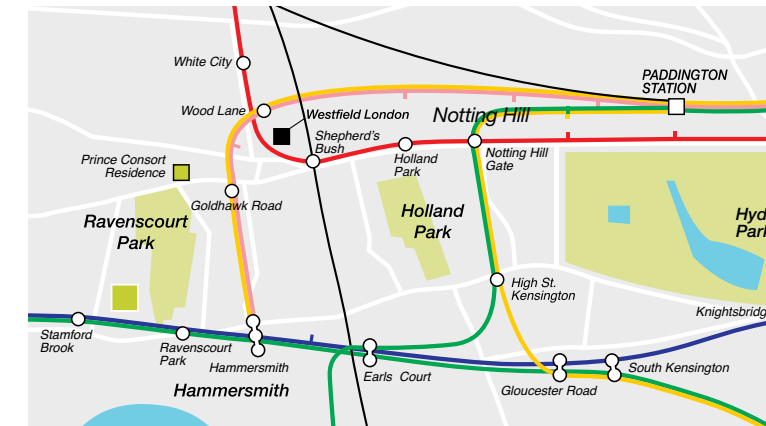 White City
PADDINGTON
STATION
Wood Lane
Westfield London
Notting Hill
Shepherd's
Bush
Prince Consort
Residence
Holland
Park
Notting Hill
Gate
Goldhawk Road
Ravenscourt
Park
Holland
Park
Hyd
Park
High St.
Kensington
Knightsbridg
Stamford
Brook
Ravenscourt
Park
Hammersmith
Earls Court
South Kensington
Gloucester Road
Hammersmith